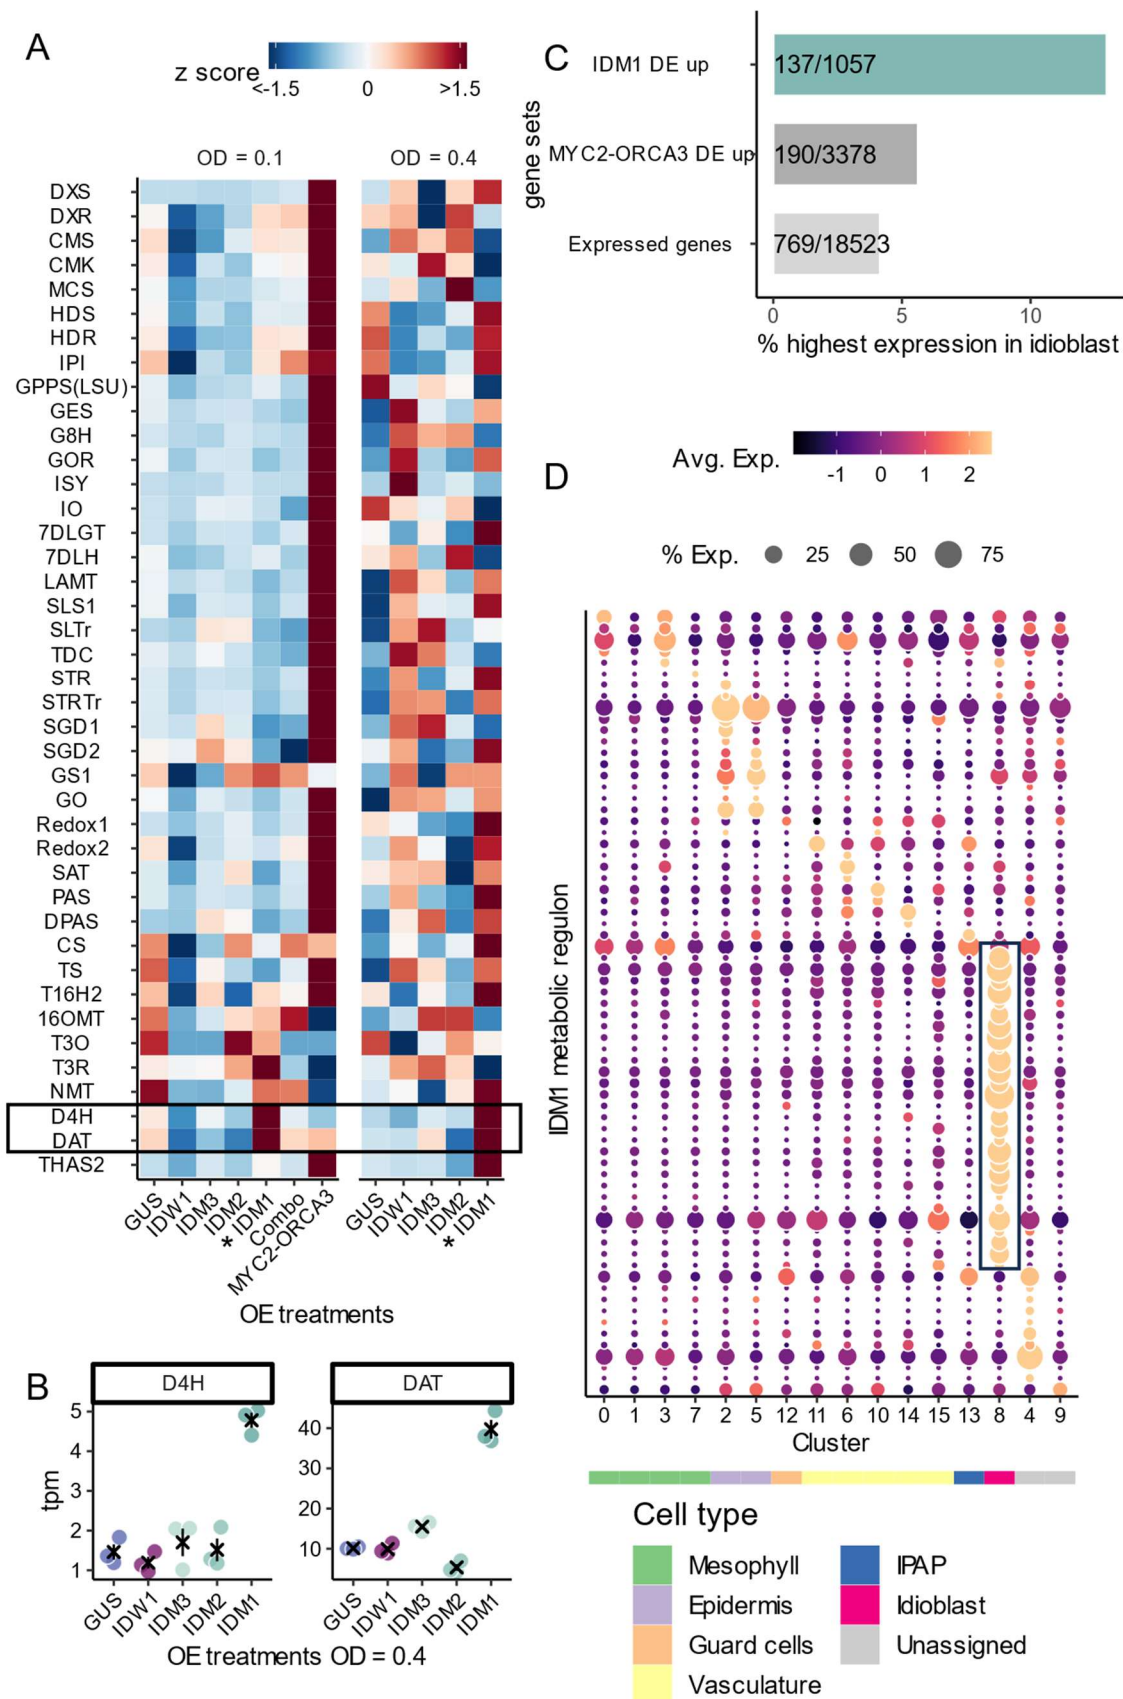 A
z score
<-1.5 0 >1.5
OD = 0.1 OD = 0.4
DXS
DXR
CMS
CMK
MCS
HDS
HDR
IPI
GPPS(LSU)
GES
G8H
GOR
ISY
IO
7DLGT
7DLH
LAMT
SLS1
SLTr
TDC
STR
STRTr
SGD1
SGD2
GS1
GO
Redox1
Redox2
SAT
PAS
DPAS
CS
TS
T16H2
16OMT
T3O
T3R
NMT
D4H
DAT
THAS2
GUS IDW1 IDM3 IDM2 * IDM1 Combo MYC2-ORCA3 GUS IDW1 IDM3 IDM2 * IDM1
OE treatments
B
D4H DAT
tpm
5
4
3
2
1
40
30
20
10
GUS IDW1 IDM3 IDM2 IDM1 GUS IDW1 IDM3 IDM2 IDM1
OE treatments OD = 0.4
C
gene sets
IDM1 DE up 137/1057
MYC2-ORCA3 DE up 190/3378
Expressed genes 769/18523
0 5 10
% highest expression in idioblast
D
Avg. Exp.
-1 0 1 2
% Exp. 25 50 75
IDM1 metabolic regulon
0 1 3 7 2 5 12 11 6 10 14 15 13 8 4 9
Cluster
Cell type
Mesophyll IPAP
Epidermis Idioblast
Guard cells Unassigned
Vasculature